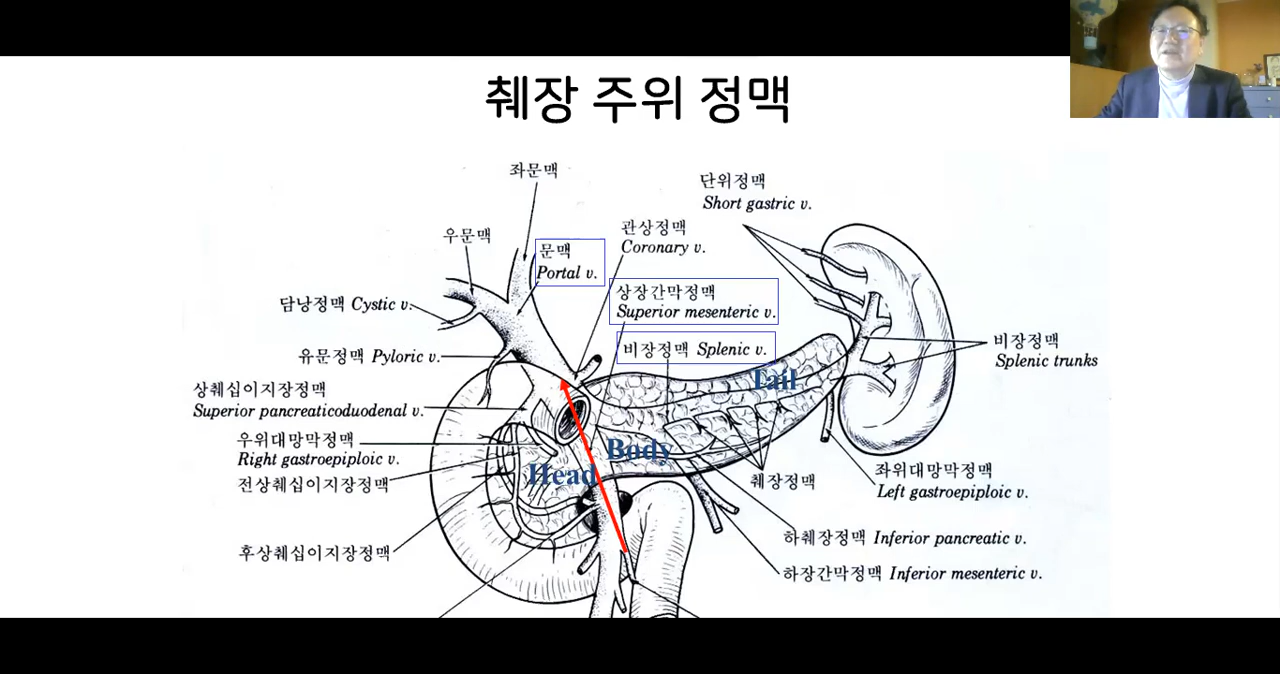 췌장 주위 정맥
좌문맥
단위정맥
Short gastric v.
우문맥
관상정맥
Coronary v.
문맥
Portal v.
담낭정맥 Cystic v.
상장간막정맥
Superior mesenteric v.
유문정맥 Pyloric v.
비장정맥 Splenic v.
비장정맥
Splenic trunks
상췌십이지장정맥
Superior pancreaticoduodenal v.
Tail
우위대망막정맥
Right gastroepiploic v.
Body
Head
전상췌십이지장정맥
췌장정맥
좌위대망막정맥
Left gastroepiploic v.
후상췌십이지장정맥
하췌장정맥 Inferior pancreatic v.
하장간막정맥 Inferior mesenteric v.